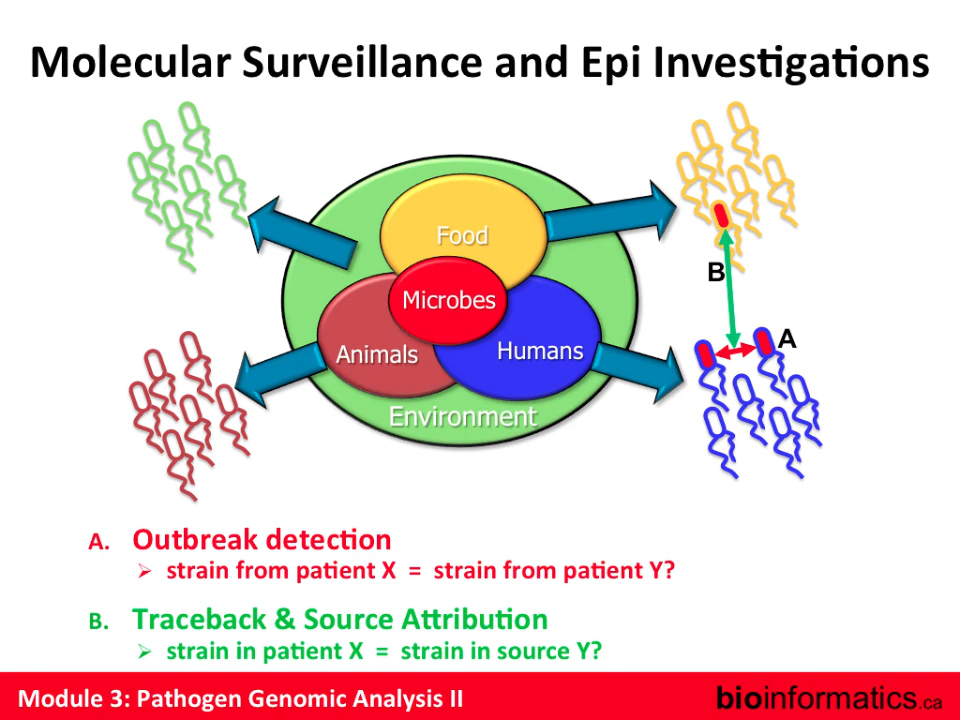 Molecular Surveillance and Epi Investigations
Food
Microbes
Animals
Humans
Environment
B
A
A. Outbreak detection
➢ strain from patient X = strain from patient Y?
B. Traceback & Source Attribution
➢ strain in patient X = strain in source Y?
Module 3: Pathogen Genomic Analysis II
bioinformatics.ca